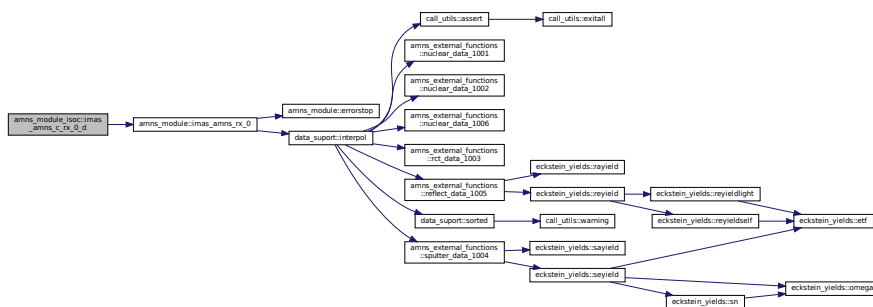 call_utils::assert
call_utils::exitall
amns_external_functions
::nuclear_data_1001
amns_external_functions
::nuclear_data_1002
amns_module_isoc::imas
_amns_c_rx_0_d
amns_module::imas_amns_rx_0
amns_module::errorstop
data_suport::interpol
amns_external_functions
::nuclear_data_1006
amns_external_functions
::rct_data_1003
amns_external_functions
::reflect_data_1005
eckstein_yields::rayield
eckstein_yields::reyield
eckstein_yields::reyieldlight
eckstein_yields::reyieldself
eckstein_yields::etf
data_suport::sorted
call_utils::warning
amns_external_functions
::sputter_data_1004
eckstein_yields::sayield
eckstein_yields::seyield
eckstein_yields::omega
eckstein_yields::sn